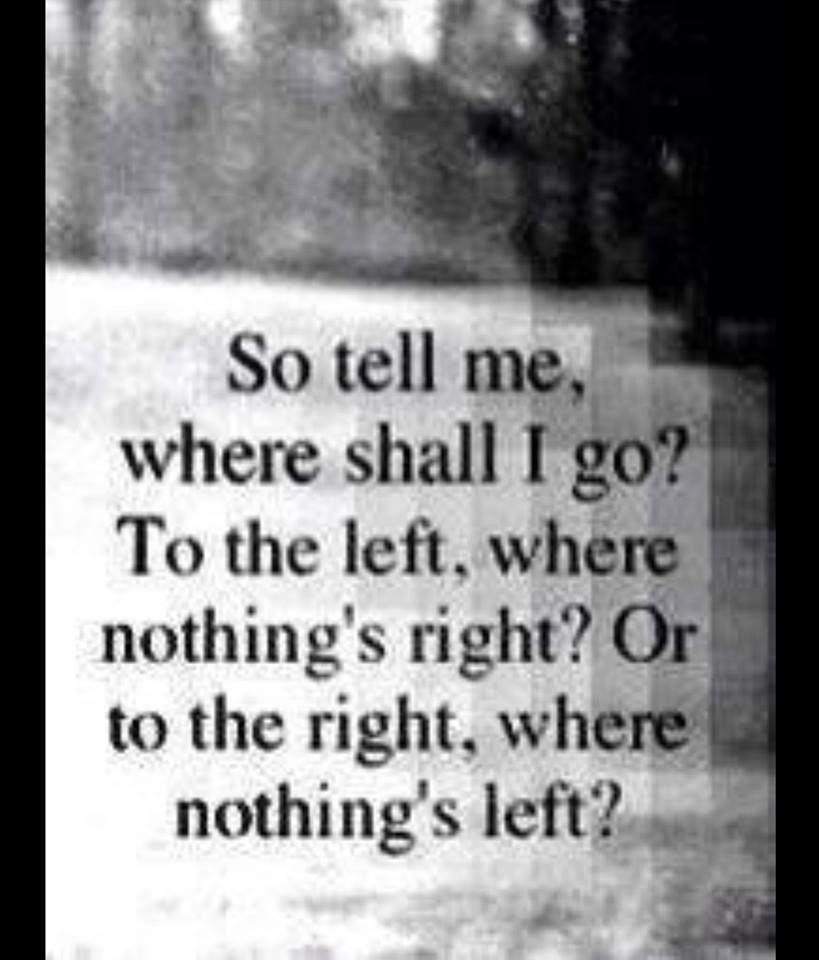 So tell me,
where shall I go?
To the left, where
nothing's right? Or
to the right, where
nothing's left?